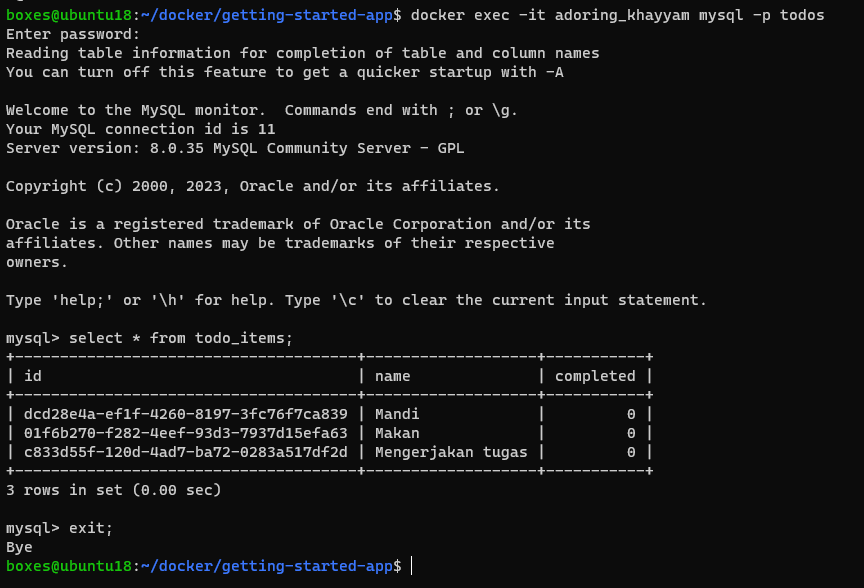 boxes@ubuntu18:~/docker/getting-started-app$ docker exec -it adoring_khayyam mysql -p todos
Enter password:
Reading table information for completion of table and column names
You can turn off this feature to get a quicker startup with -A

Welcome to the MySQL monitor.  Commands end with ; or \g.
Your MySQL connection id is 11
Server version: 8.0.35 MySQL Community Server - GPL

Copyright (c) 2000, 2023, Oracle and/or its affiliates.

Oracle is a registered trademark of Oracle Corporation and/or its
affiliates. Other names may be trademarks of their respective
owners.

Type 'help;' or '\h' for help. Type '\c' to clear the current input statement.

mysql> select * from todo_items;
+--------------------------------------+-------------------+-----------+
| id                                   | name              | completed |
+--------------------------------------+-------------------+-----------+
| dcd28e4a-ef1f-4260-8197-3fc76f7ca839 | Mandi             |         0 |
| 01f6b270-f282-4eef-93d3-7937d15efa63 | Makan             |         0 |
| c833d55f-120d-4ad7-ba72-0283a517df2d | Mengerjakan tugas |         0 |
+--------------------------------------+-------------------+-----------+
3 rows in set (0.00 sec)

mysql> exit;
Bye
boxes@ubuntu18:~/docker/getting-started-app$